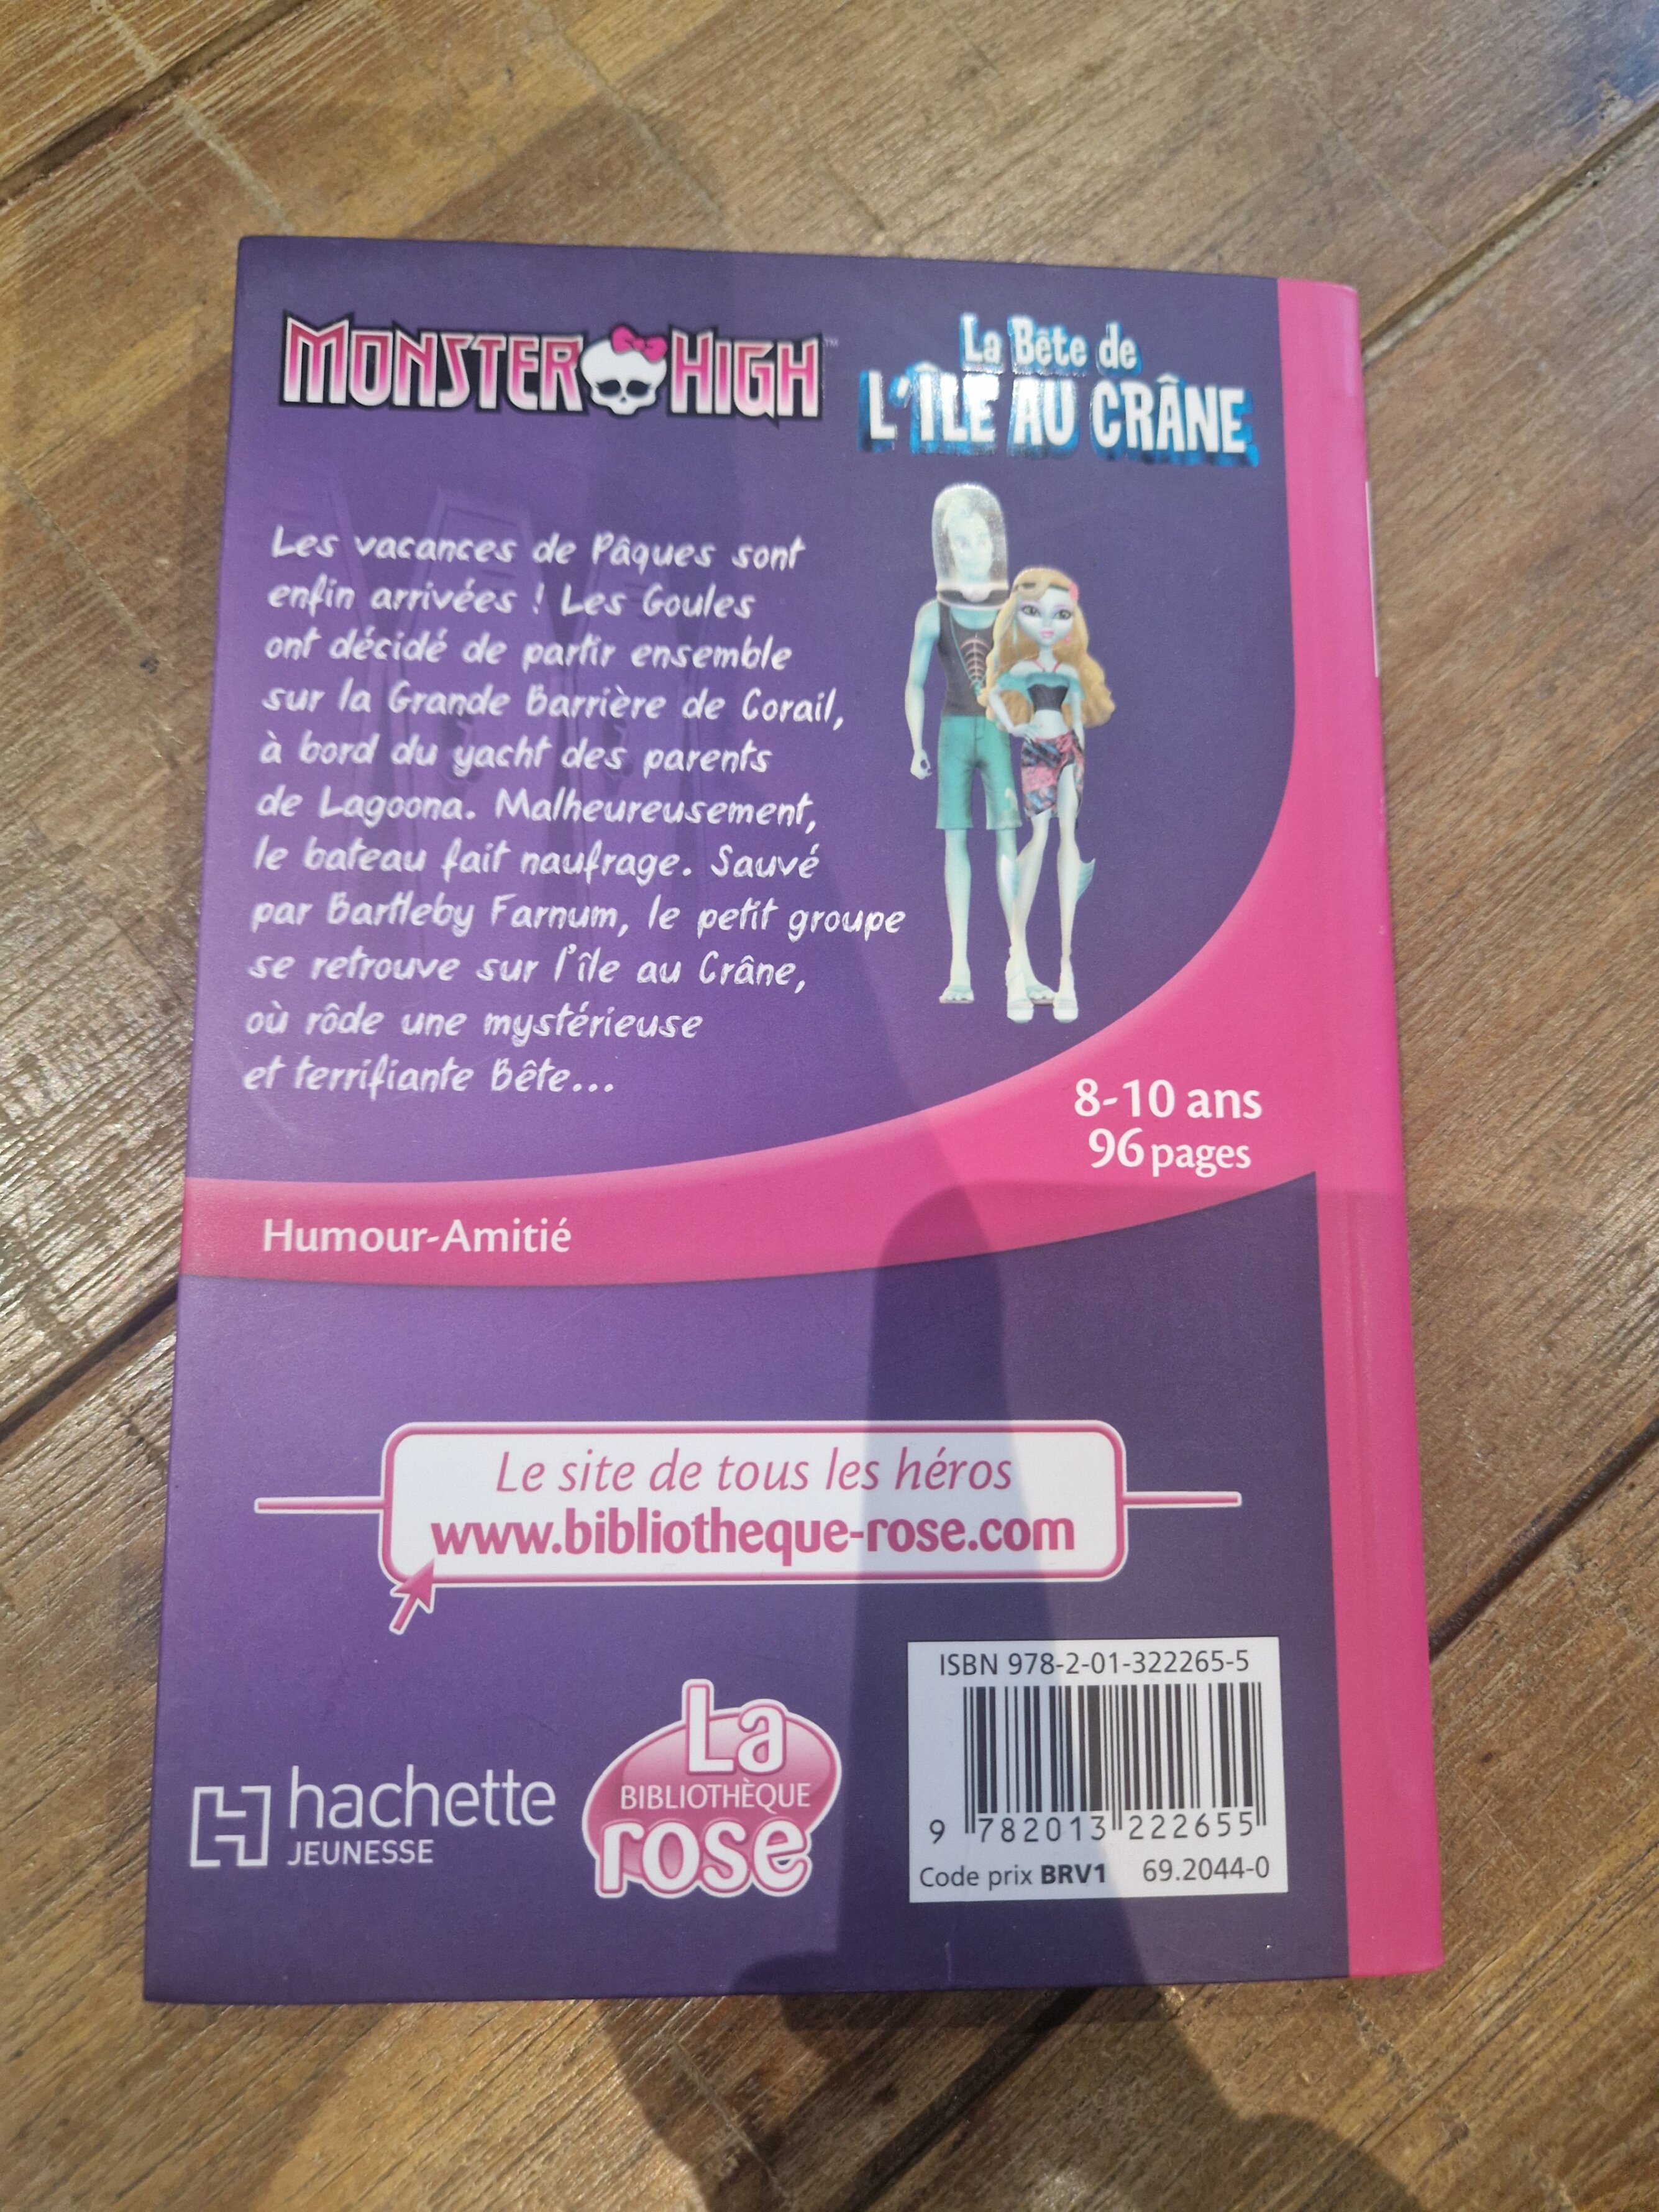 MONSTER HIGH™
La Bête de
L'ÎLE AU CRÂNE
Les vacances de Pâques sont
enfin arrivées ! Les Goules
ont décidé de partir ensemble
sur la Grande Barrière de Corail,
à bord du yacht des parents
de Lagoona. Malheureusement,
le bateau fait naufrage. Sauvé
par Bartleby Farnum, le petit groupe
se retrouve sur l'île au Crâne,
où rôde une mystérieuse
et terrifiante Bête...
8-10 ans
96 pages
Humour-Amitié
Le site de tous les héros
www.bibliotheque-rose.com
hachette
JEUNESSE
La
BIBLIOTHÈQUE
rose
ISBN 978-2-01-322265-5
9 782013 222655
Code prix BRV1 69.2044-0